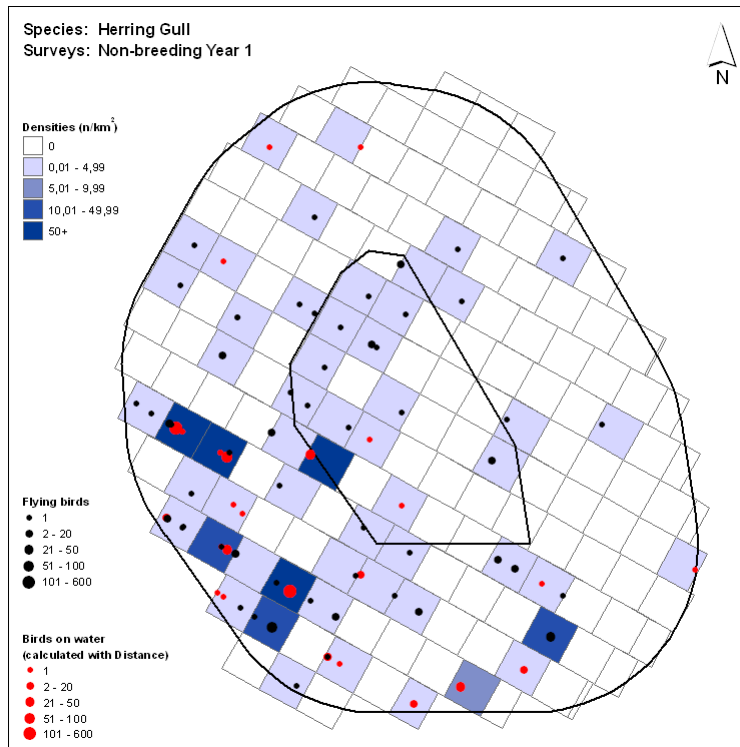 Species: Herring Gull
Surveys: Non-breeding Year 1
N
Densities (n/km²)
0
0,01 - 4,99
5,01 - 9,99
10,01 - 49,99
50+
Flying birds
1
2 - 20
21 - 50
51 - 100
101 - 600
Birds on water
(calculated with Distance)
1
2 - 20
21 - 50
51 - 100
101 - 600